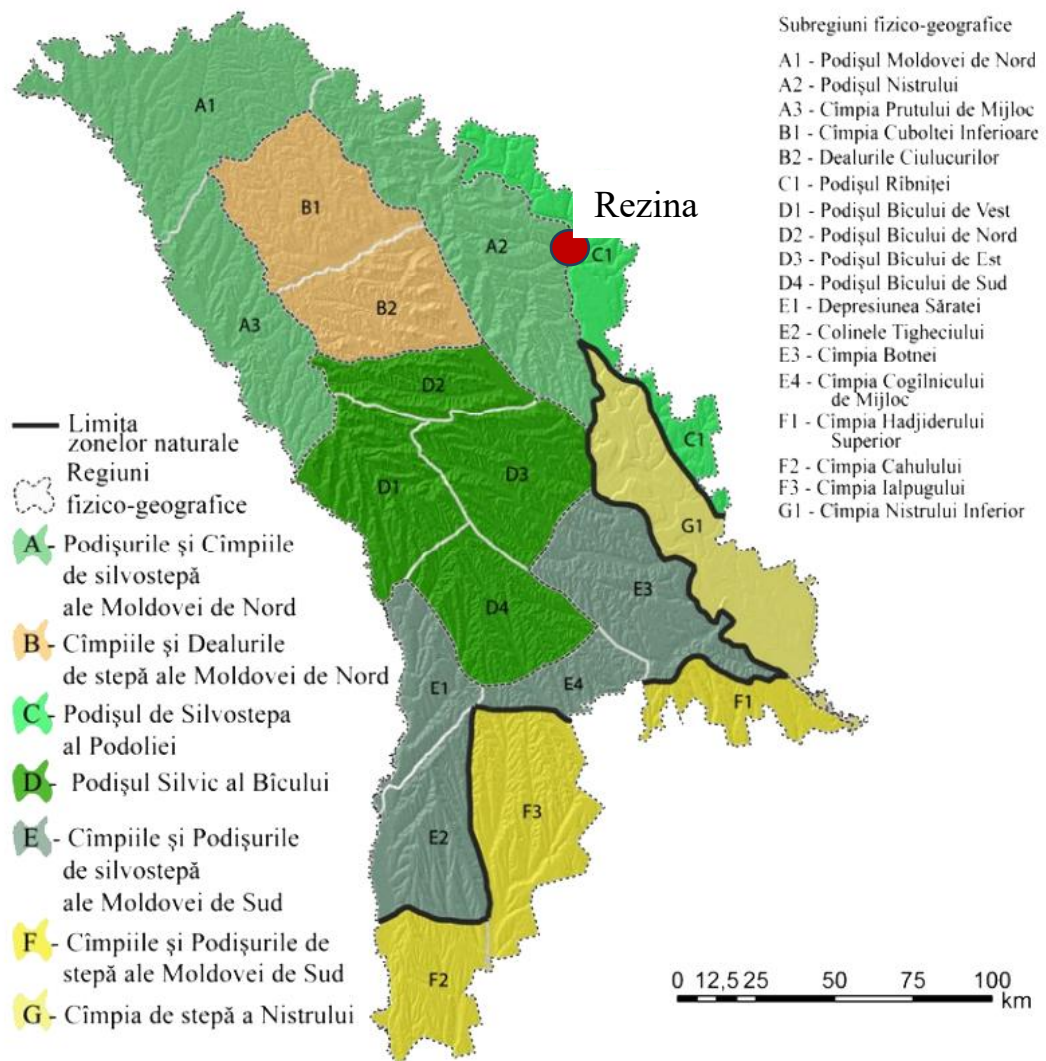 Subregiuni fizico-geografice
A1 - Podişul Moldovei de Nord
A2 - Podişul Nistrului
A3 - Cîmpia Prutului de Mijloc
B1 - Cîmpia Cuboltei Inferioare
B2 - Dealurile Ciulucurilor
C1 - Podişul Rîbniţei
D1 - Podişul Bîcului de Vest
D2 - Podişul Bîcului de Nord
D3 - Podişul Bîcului de Est
D4 - Podişul Bîcului de Sud
E1 - Depresiunea Săratei
E2 - Colinele Tigheciului
E3 - Cîmpia Botnei
E4 - Cîmpia Cogîlnicului
de Mijloc
F1 - Cîmpia Hadjiderului
Superior
F2 - Cîmpia Cahulului
F3 - Cîmpia Ialpugului
G1 - Cîmpia Nistrului Inferior
A1
Rezina
B1
A2
C1
B2
A3
D2
C1
D1
D3
G1
E3
D4
E1
E4
F1
F3
E2
F2
Limita
zonelor naturale
Regiuni
fizico-geografice
A - Podişurile şi Cîmpiile
de silvostepă
ale Moldovei de Nord
B - Cîmpiile şi Dealurile
de stepă ale Moldovei de Nord
C - Podişul de Silvostepa
al Podoliei
D - Podişul Silvic al Bîcului
E - Cîmpiile şi Podişurile
de silvostepă
ale Moldovei de Sud
F - Cîmpiile şi Podişurile de
stepă ale Moldovei de Sud
G - Cîmpia de stepă a Nistrului
0 12,5 25 50 75 100
km